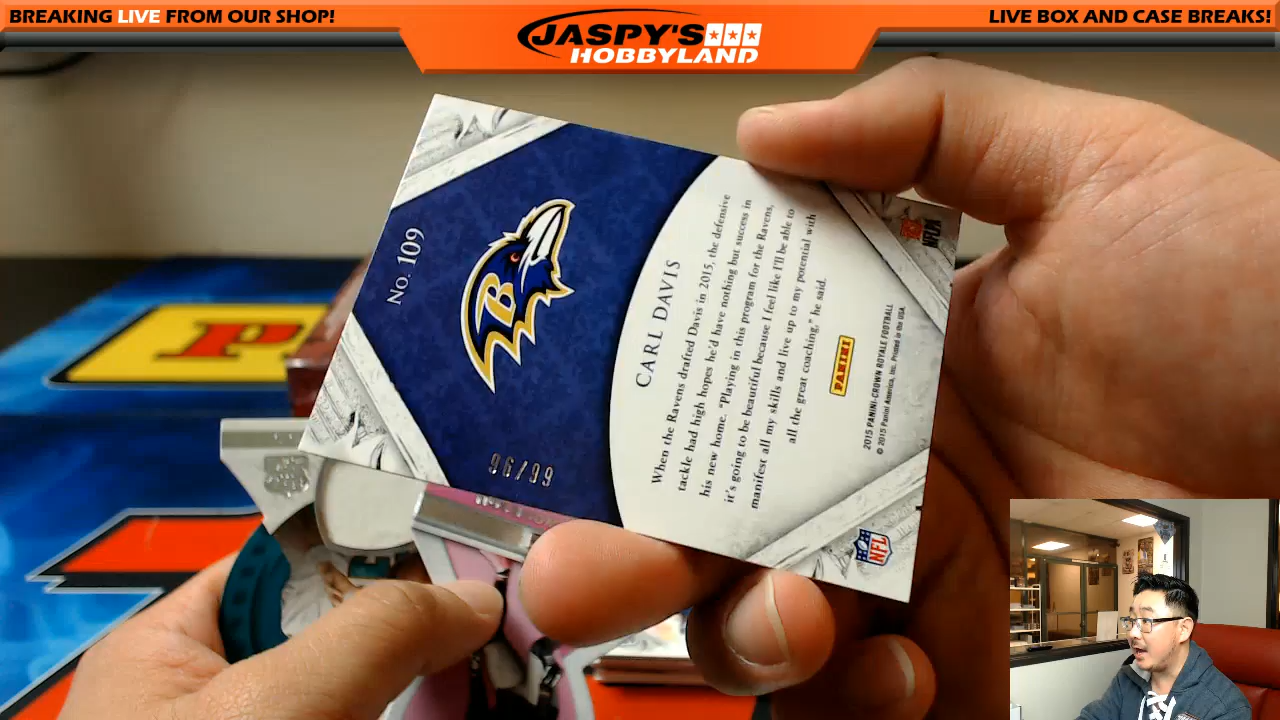 BREAKING LIVE FROM OUR SHOP!
JASPY'S
HOBBYLAND
LIVE BOX AND CASE BREAKS!
No. 109
B
96/99
CARL DAVIS
When the Ravens drafted Davis in 2015, the defensive
tackle had high hopes he'd have nothing but success in
his new home. "Playing in this program for the Ravens,
it's going to be beautiful because I feel like I'll be able to
manifest all my skills and live up to my potential with
all the great coaching," he said.
PANINI
2015 PANINI-CROWN ROYALE FOOTBALL
© 2015 Panini America, Inc. Printed in the USA.
NFL
NFLPA
P